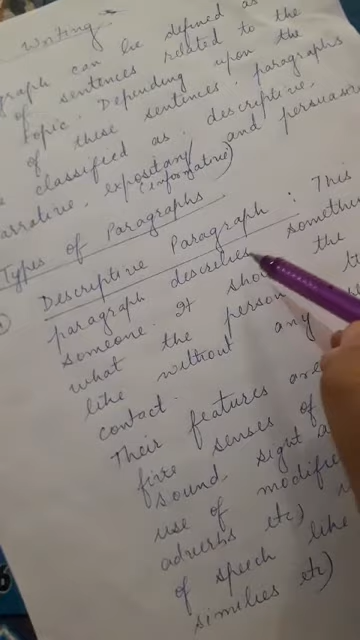 Writing
graph can be defined as
of sentences related to the
topic. Depending upon the
of these sentences, paragraphs
classified as: descriptive,
narrative, expository and persuasive
(informative)
Types of Paragraphs
Descriptive Paragraph: This
paragraph describes something
someone. It sho the
what the person
like without any
contact.
Their features are
five senses of
sound, sight a
use of modifie
adverbs etc)
of speech like
similies etc)